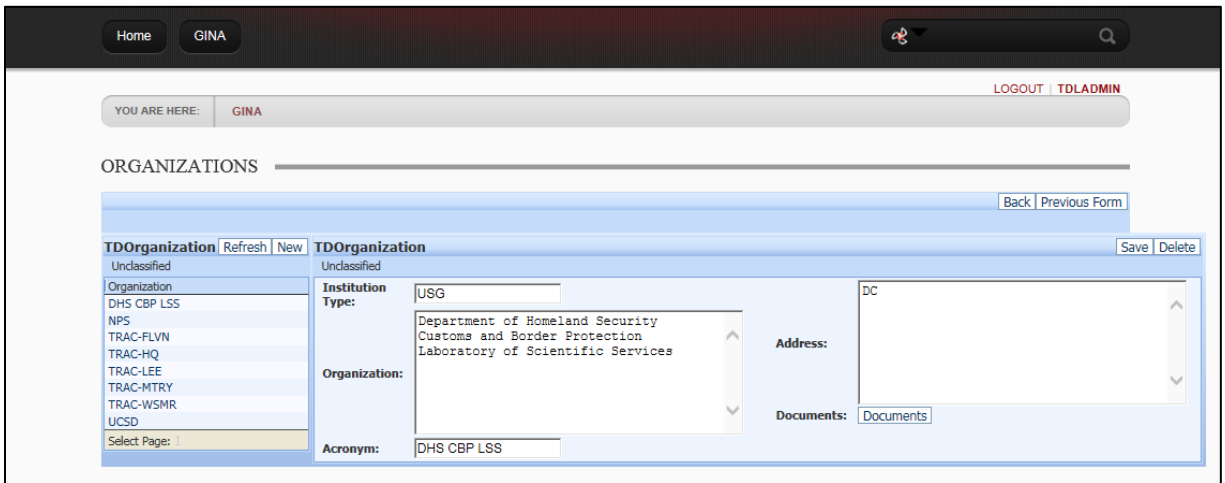 Home GINA
LOGOUT | TDLADMIN
YOU ARE HERE: GINA
ORGANIZATIONS
Back Previous Form
TDOrganization Refresh New TDOrganization Save Delete
Unclassified Unclassified
Organization
DHS CBP LSS
NPS
TRAC-FLVN
TRAC-HQ
TRAC-LEE
TRAC-MTRY
TRAC-WSMR
UCSD
Select Page: 1
Institution
Type:
USG
Organization:
Department of Homeland Security
Customs and Border Protection
Laboratory of Scientific Services
Acronym: DHS CBP LSS
Address: DC
Documents: Documents